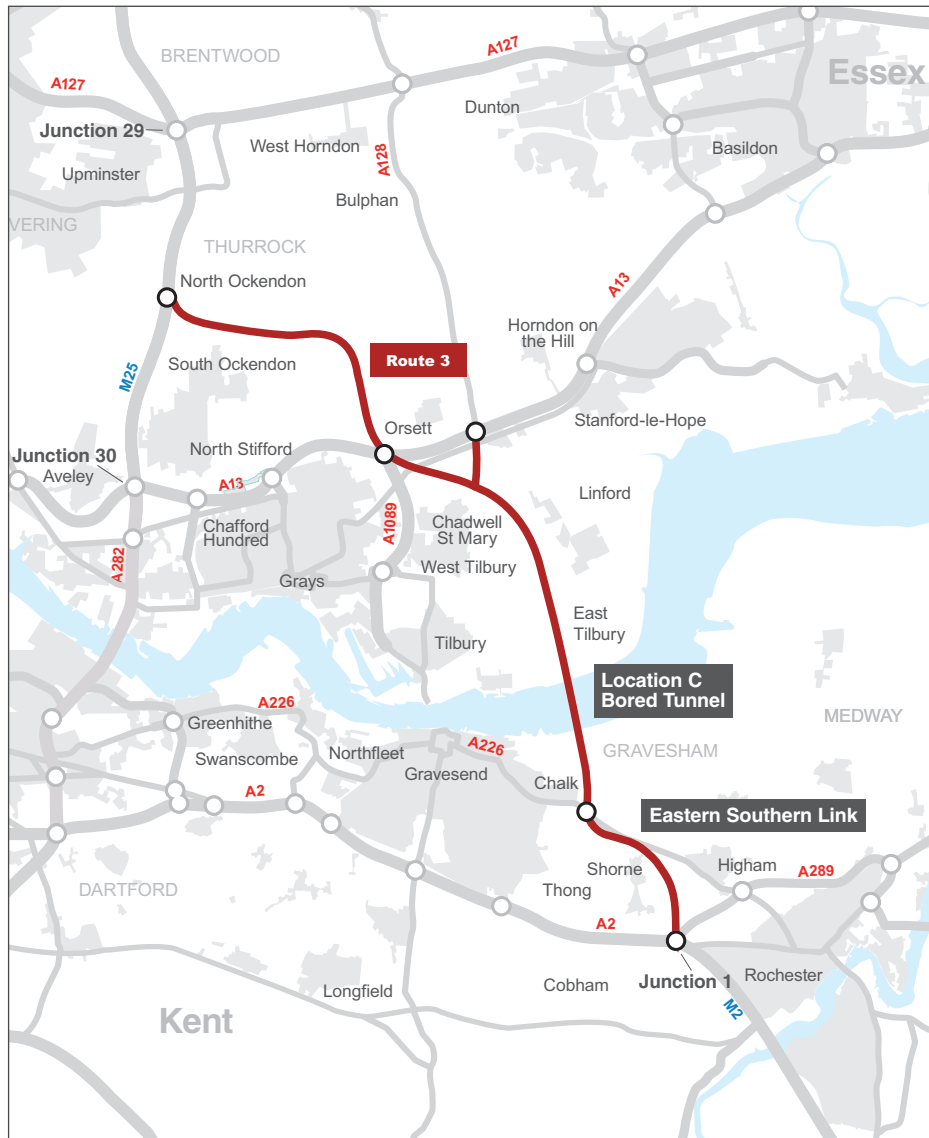 BRENTWOOD
A127
Essex
A127
Dunton
Junction 29
West Horndon
A128
Basildon
Upminster
Bulphan
VERING
THURROCK
North Ockendon
A13
Horndon on
the Hill
Route 3
M25
South Ockendon
Orsett
Stanford-le-Hope
North Stifford
Junction 30
Aveley
A13
Linford
Chafford
Hundred
A1089
Chadwell
St Mary
A282
West Tilbury
Grays
East
Tilbury
Tilbury
Location C
Bored Tunnel
A226
MEDWAY
Greenhithe
A226
GRAVESHAM
Northfleet
Swanscombe
Gravesend
Chalk
A2
Eastern Southern Link
Shorne
Higham
A289
DARTFORD
Thong
A2
Rochester
Junction 1
Cobham
Longfield
M2
Kent